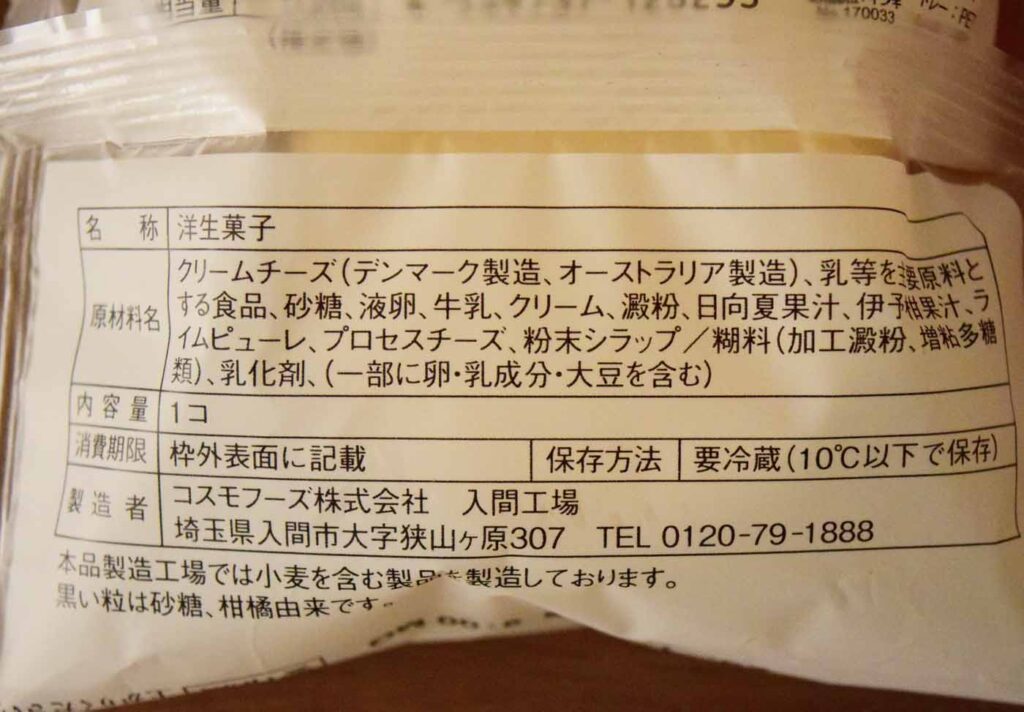 当量
No.170033
トレー:PE
名 称 洋生菓子
原材料名 クリームチーズ(デンマーク製造、オーストラリア製造)、乳等を主要原料と
する食品、砂糖、液卵、牛乳、クリーム、澱粉、日向夏果汁、伊予柑果汁、ラ
イムピューレ、プロセスチーズ、粉末シラップ/糊料(加工澱粉、増粘多糖
類)、乳化剤、(一部に卵・乳成分・大豆を含む)
内容量 1コ
消費期限 枠外表面に記載 保存方法 要冷蔵(10℃以下で保存)
製造者 コスモフーズ株式会社 入間工場
埼玉県入間市大字狭山ヶ原307 TEL 0120-79-1888
本品製造工場では小麦を含む製品を製造しております。
黒い粒は砂糖、柑橘由来です。